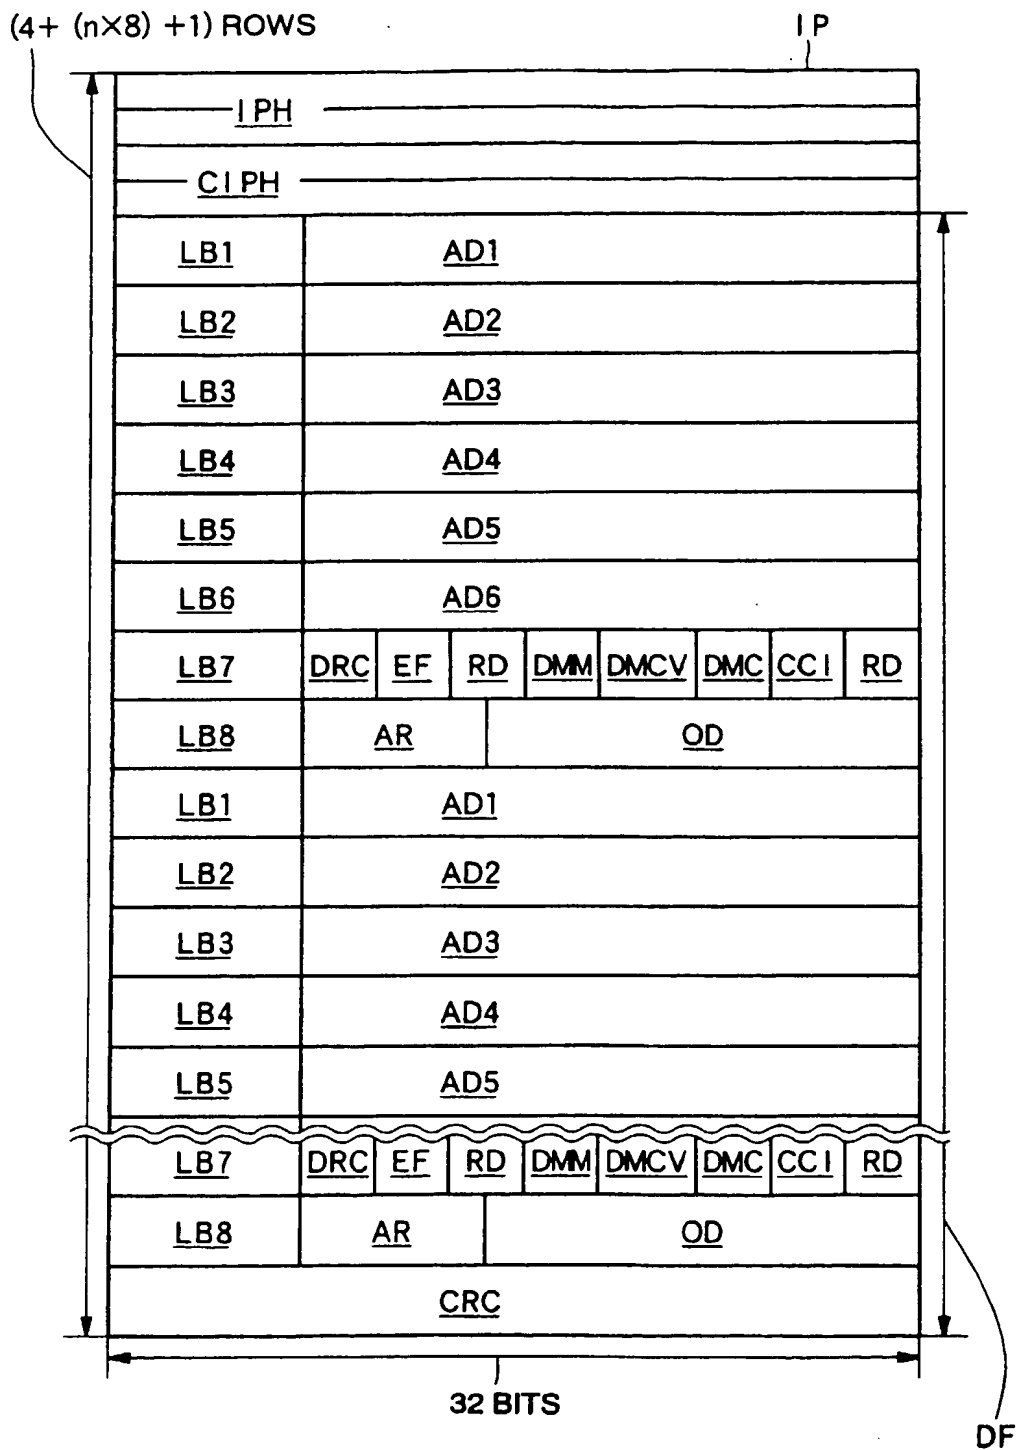 (4+ (n×8) +1) ROWS IP
IPH
CIPH
LB1 AD1
LB2 AD2
LB3 AD3
LB4 AD4
LB5 AD5
LB6 AD6
LB7 DRC EF RD DMM DMCV DMC CCI RD
LB8 AR OD
LB1 AD1
LB2 AD2
LB3 AD3
LB4 AD4
LB5 AD5
LB7 DRC EF RD DMM DMCV DMC CCI RD
LB8 AR OD
CRC
32 BITS
DF